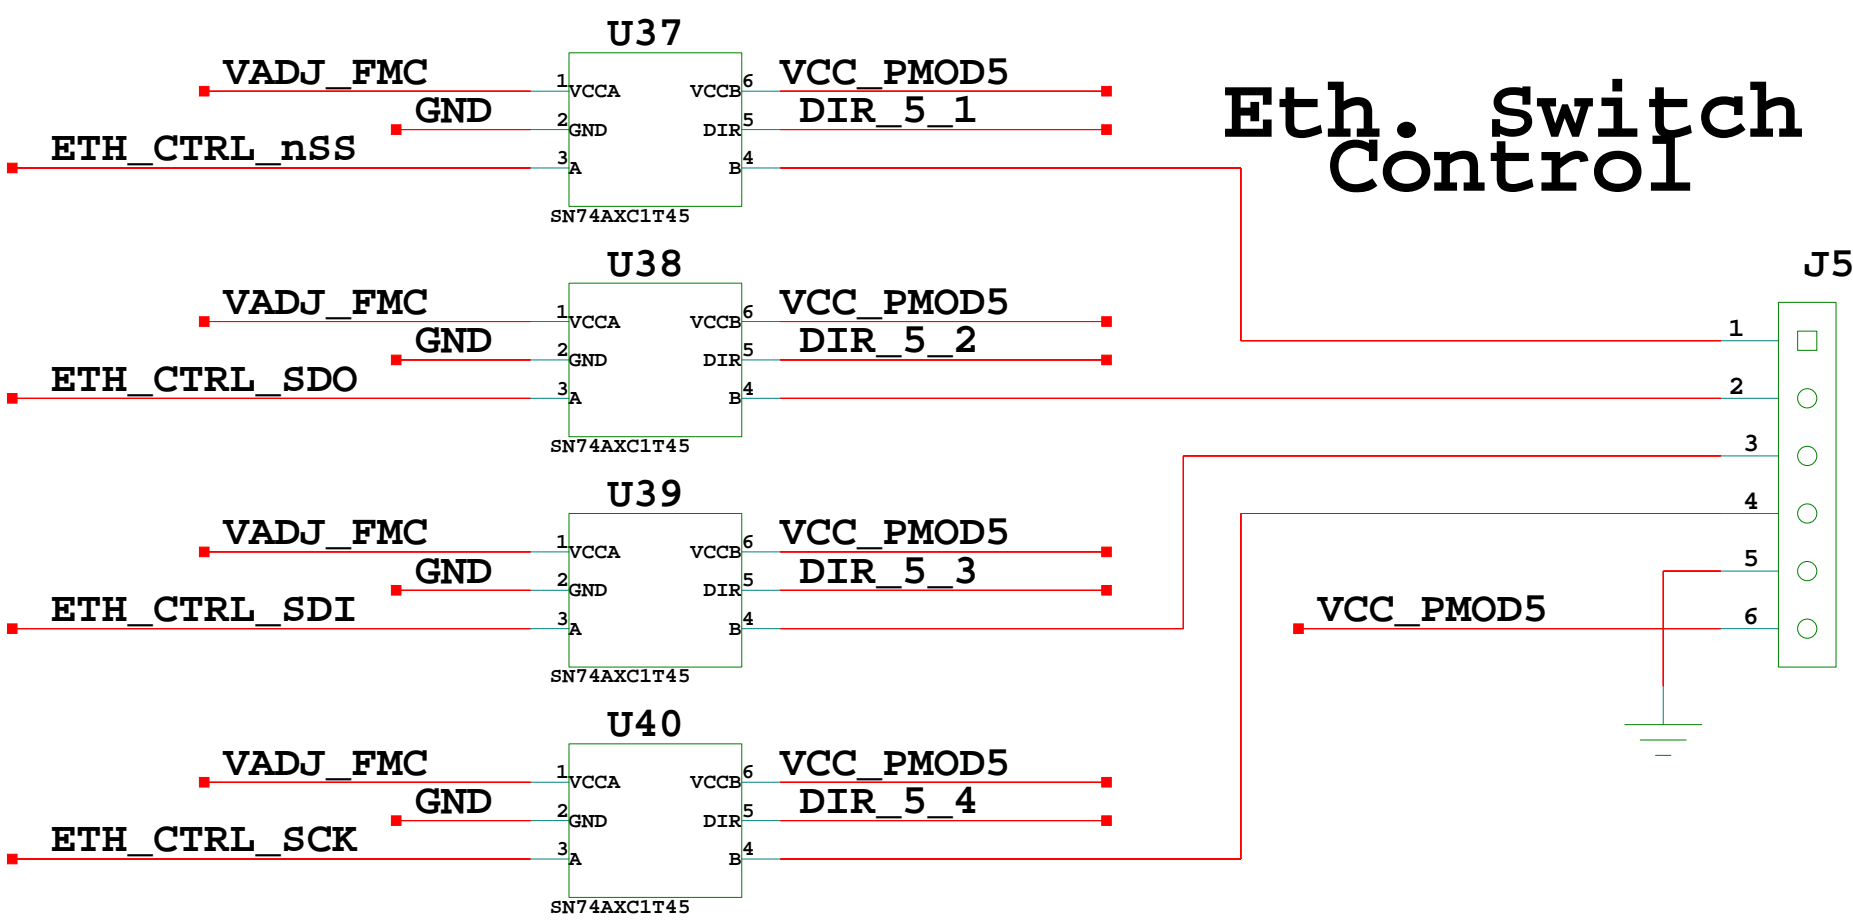 U37
VADJ_FMC 1 VCCA VCCB 6 VCC_PMOD5
GND 2 GND DIR 5 DIR_5_1
ETH_CTRL_nSS 3 A B 4
SN74AXC1T45
Eth. Switch
Control
U38
VADJ_FMC 1 VCCA VCCB 6 VCC_PMOD5
GND 2 GND DIR 5 DIR_5_2
ETH_CTRL_SDO 3 A B 4
SN74AXC1T45
U39
VADJ_FMC 1 VCCA VCCB 6 VCC_PMOD5
GND 2 GND DIR 5 DIR_5_3
ETH_CTRL_SDI 3 A B 4
SN74AXC1T45
U40
VADJ_FMC 1 VCCA VCCB 6 VCC_PMOD5
GND 2 GND DIR 5 DIR_5_4
ETH_CTRL_SCK 3 A B 4
SN74AXC1T45
J5
1
2
3
4
5
VCC_PMOD5 6